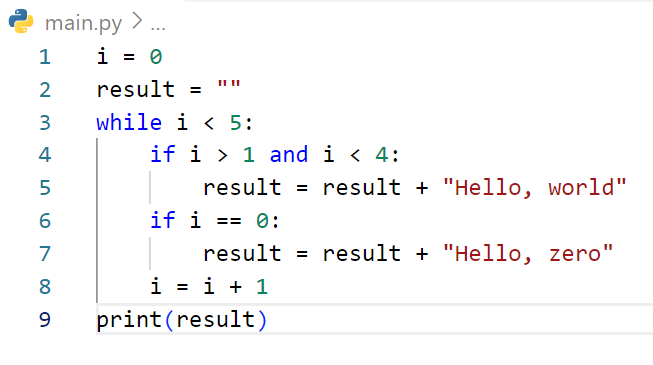 main.py > ...
1 i = 0
2 result = ""
3 while i < 5:
4     if i > 1 and i < 4:
5         result = result + "Hello, world"
6     if i == 0:
7         result = result + "Hello, zero"
8     i = i + 1
9 print(result)